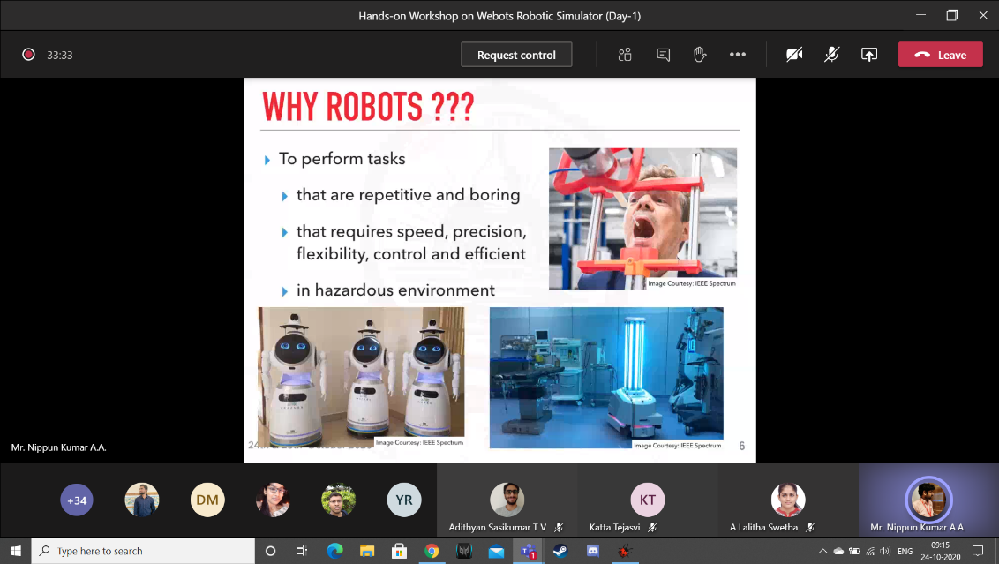 Hands-on Workshop on Webots Robotic Simulator (Day-1)
33:33
Request control
Leave
WHY ROBOTS ???
To perform tasks
that are repetitive and boring
that requires speed, precision,
flexibility, control and efficient
in hazardous environment
Image Courtesy: IEEE Spectrum
Image Courtesy: IEEE Spectrum
Image Courtesy: IEEE Spectrum
6
Mr. Nippun Kumar A.A.
+34
DM
YR
KT
Adithyan Sasikumar T V
Katta Tejasvi
A Lalitha Swetha
Mr. Nippun Kumar A.A.
Type here to search
1
ENG
09:15
24-10-2020